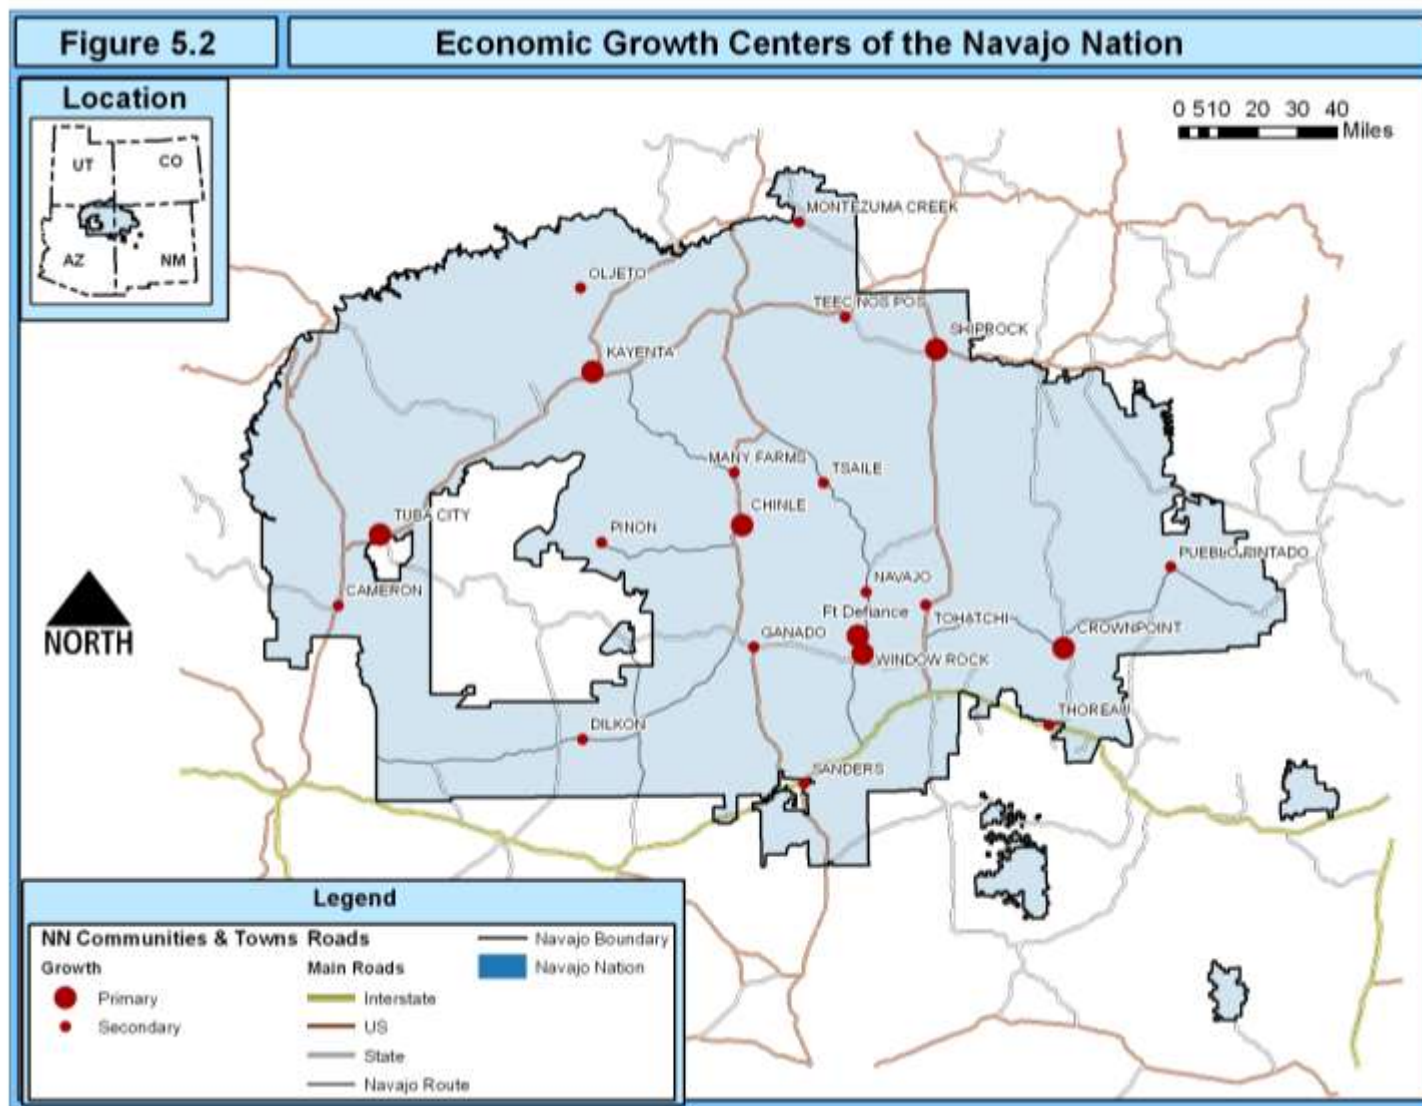 Figure 5.2
Economic Growth Centers of the Navajo Nation
Location
UT
CO
AZ
NM
0 5 10 20 30 40
Miles
MONTEZUMA CREEK
OLJETO
TEEC NOS POS
SHIPROCK
KAYENTA
MANY FARMS
TSAILE
CHINLE
TUBA CITY
PINON
PUEBLO PINTADO
NAVAJO
CAMERON
Ft Defiance
TOHATCHI
GANADO
CROWNPOINT
WINDOW ROCK
THOREAU
DILKON
SANDERS
NORTH
Legend
NN Communities & Towns
Growth
Primary
Secondary
Roads
Main Roads
Interstate
US
State
Navajo Route
Navajo Boundary
Navajo Nation